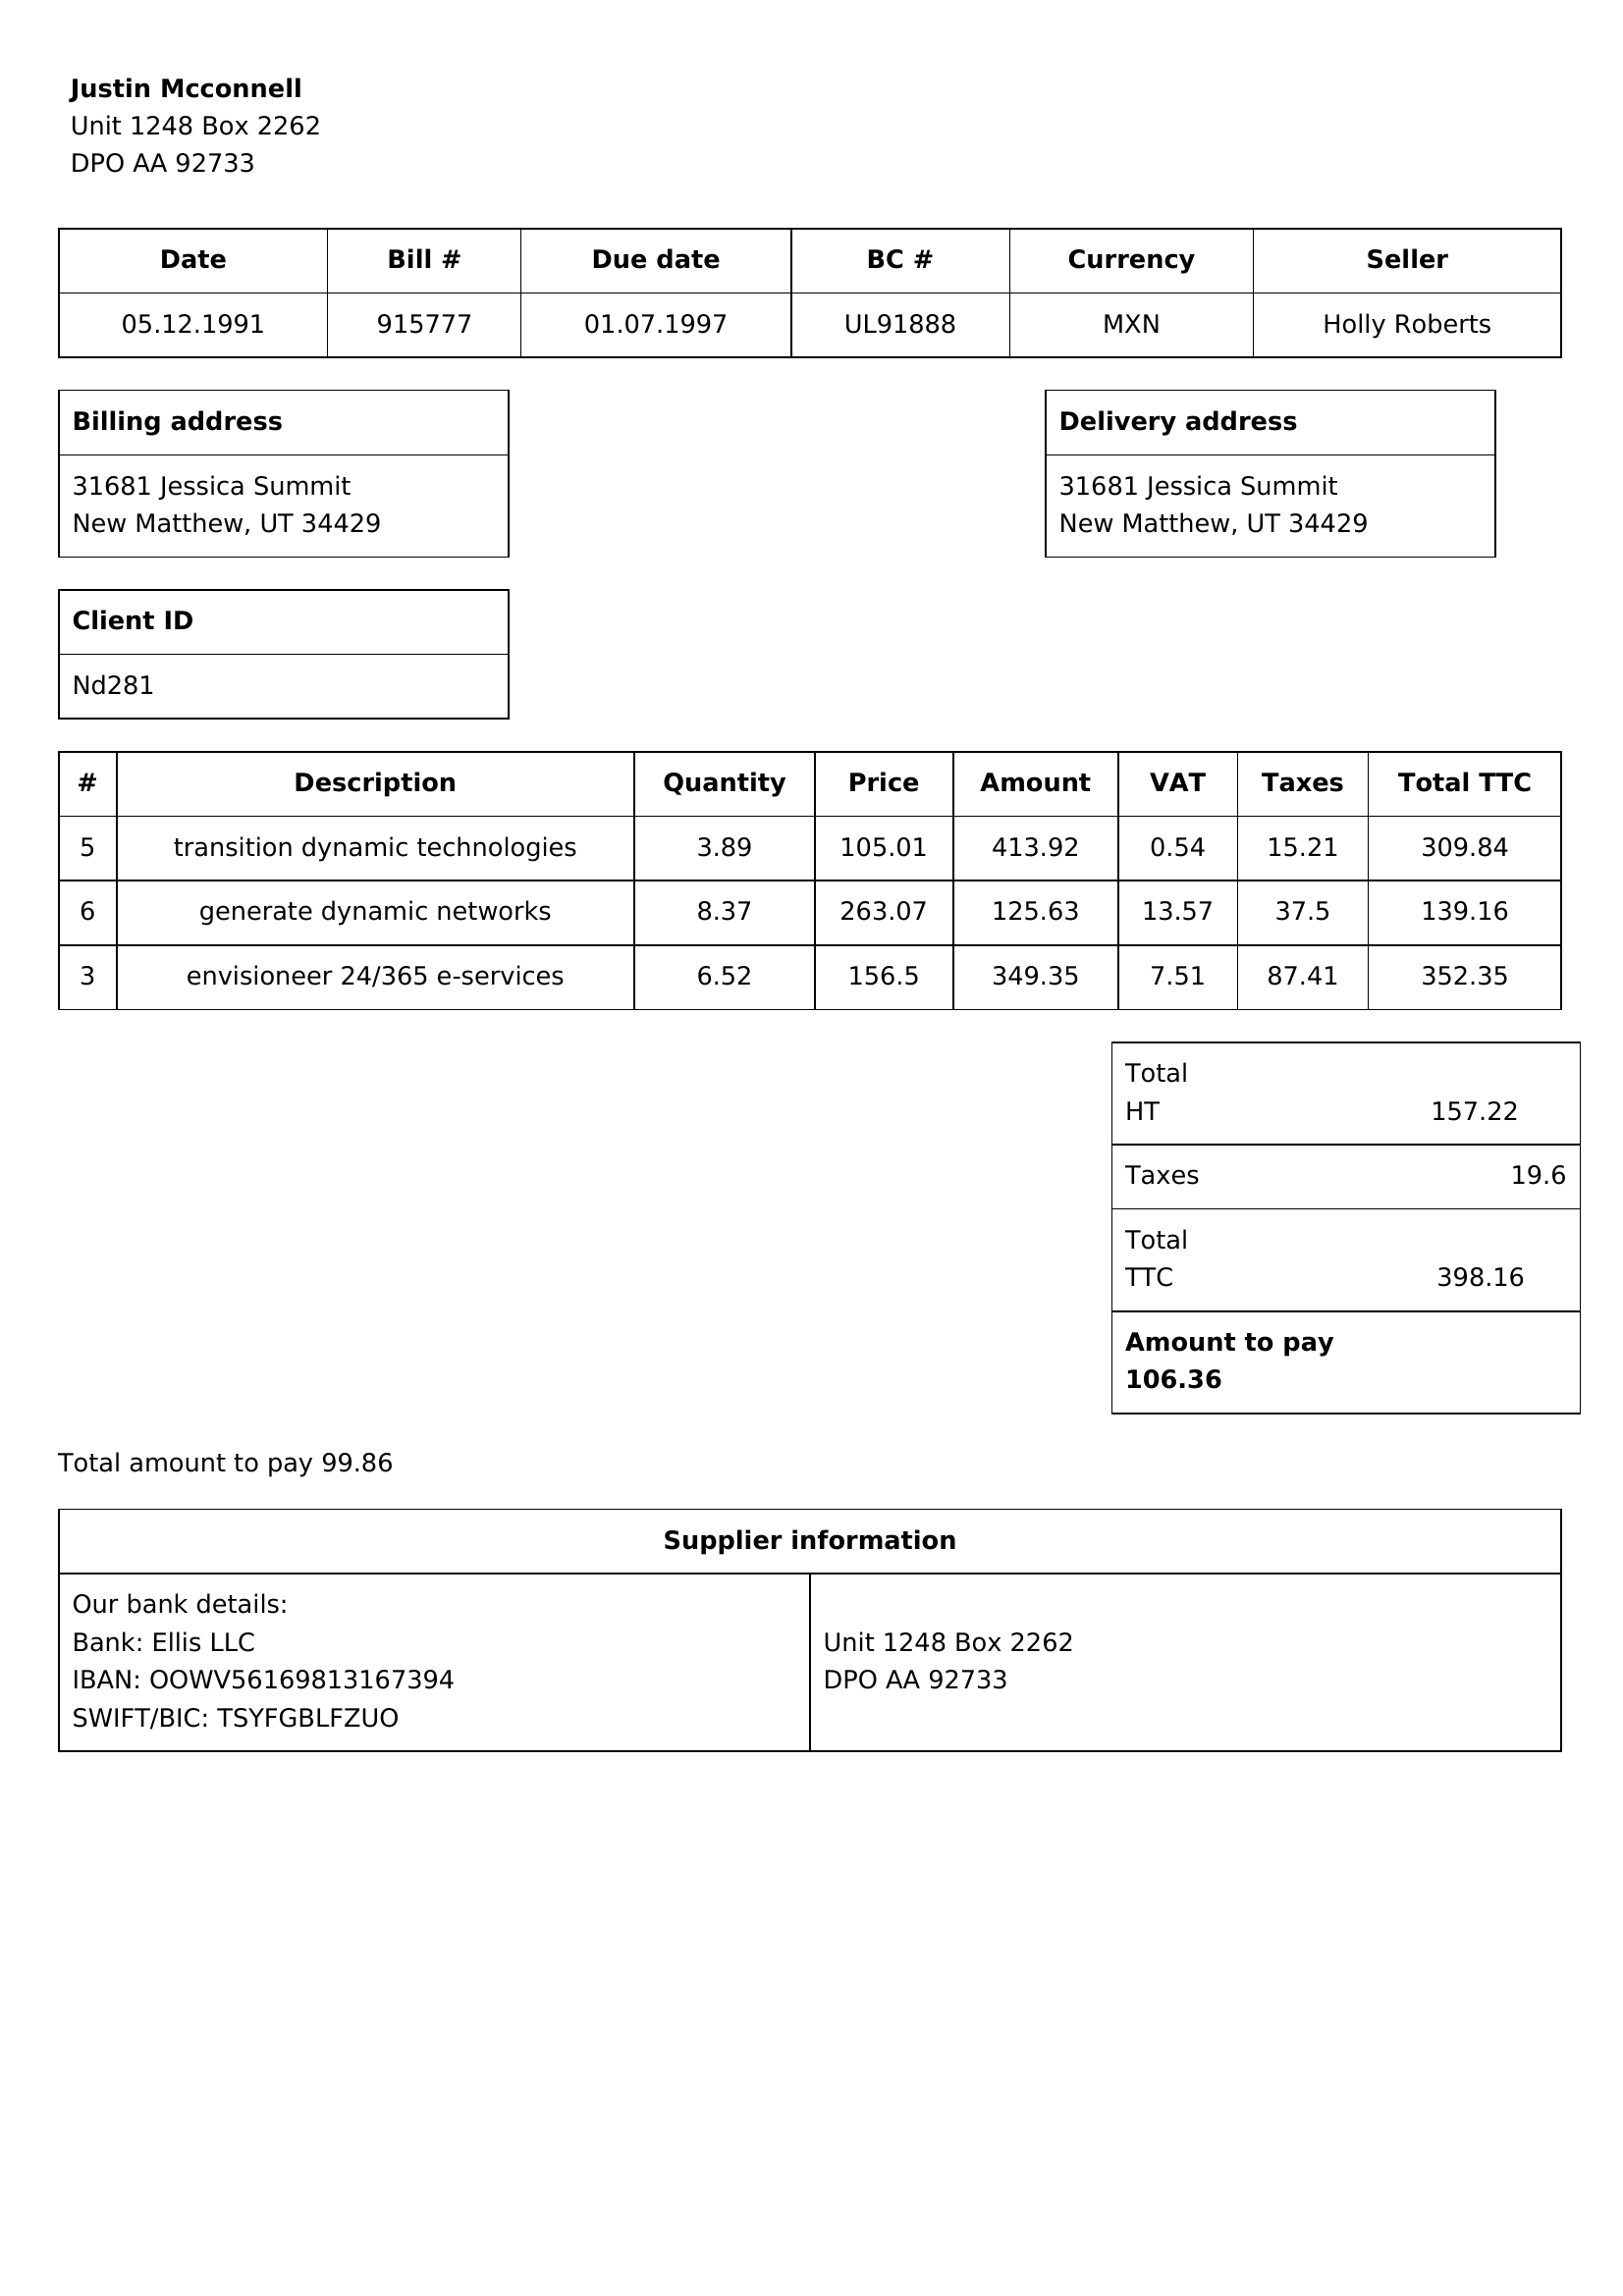 Justin Mcconnell
Unit 1248 Box 2262
DPO AA 92733
Date Bill # Due date BC # Currency Seller
05.12.1991 915777 01.07.1997 UL91888 MXN Holly Roberts
Billing address
31681 Jessica Summit
New Matthew, UT 34429
Delivery address
31681 Jessica Summit
New Matthew, UT 34429
Client ID
Nd281
# Description Quantity Price Amount VAT Taxes Total TTC
5 transition dynamic technologies 3.89 105.01 413.92 0.54 15.21 309.84
6 generate dynamic networks 8.37 263.07 125.63 13.57 37.5 139.16
3 envisioneer 24/365 e-services 6.52 156.5 349.35 7.51 87.41 352.35
Total
HT 157.22
Taxes 19.6
Total
TTC 398.16
Amount to pay
106.36
Total amount to pay 99.86
Supplier information
Our bank details:
Bank: Ellis LLC
IBAN: OOWV56169813167394
SWIFT/BIC: TSYFGBLFZUO
Unit 1248 Box 2262
DPO AA 92733